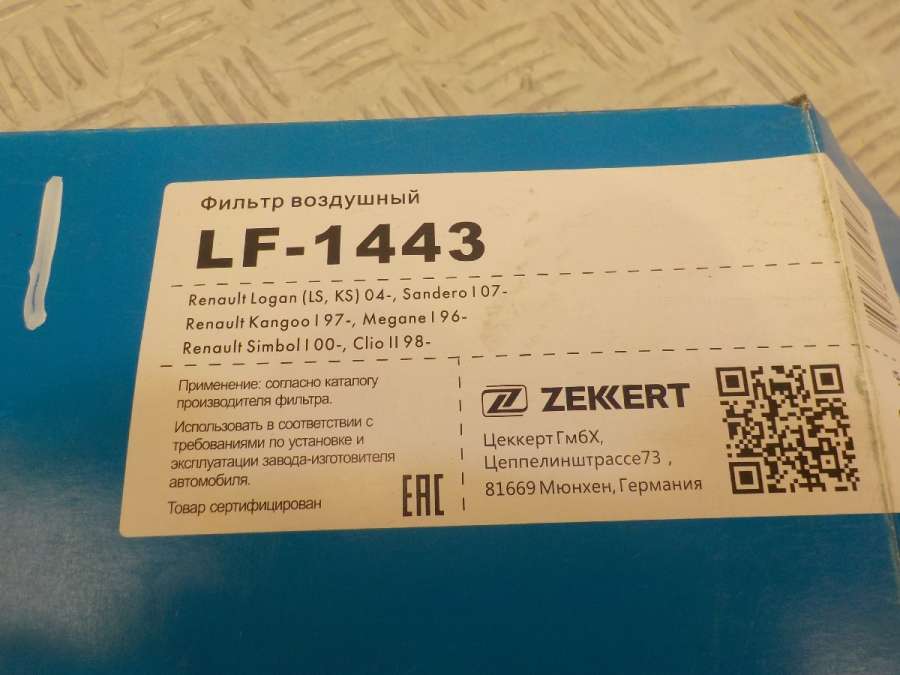 Фильтр воздушный
LF-1443
Renault Logan (LS, KS) 04-, Sandero I 07-
Renault Kangoo I 97-, Megane I 96-
Renault Simbol I 00-, Clio II 98-
Применение: согласно каталогу
производителя фильтра.
Использовать в соответствии с
требованиями по установке и
эксплуатации завода-изготовителя
автомобиля.
Товар сертифицирован
EAC
ZEKKERT
Цеккерт ГмбХ,
Цеппелинштрассе73 ,
81669 Мюнхен, Германия